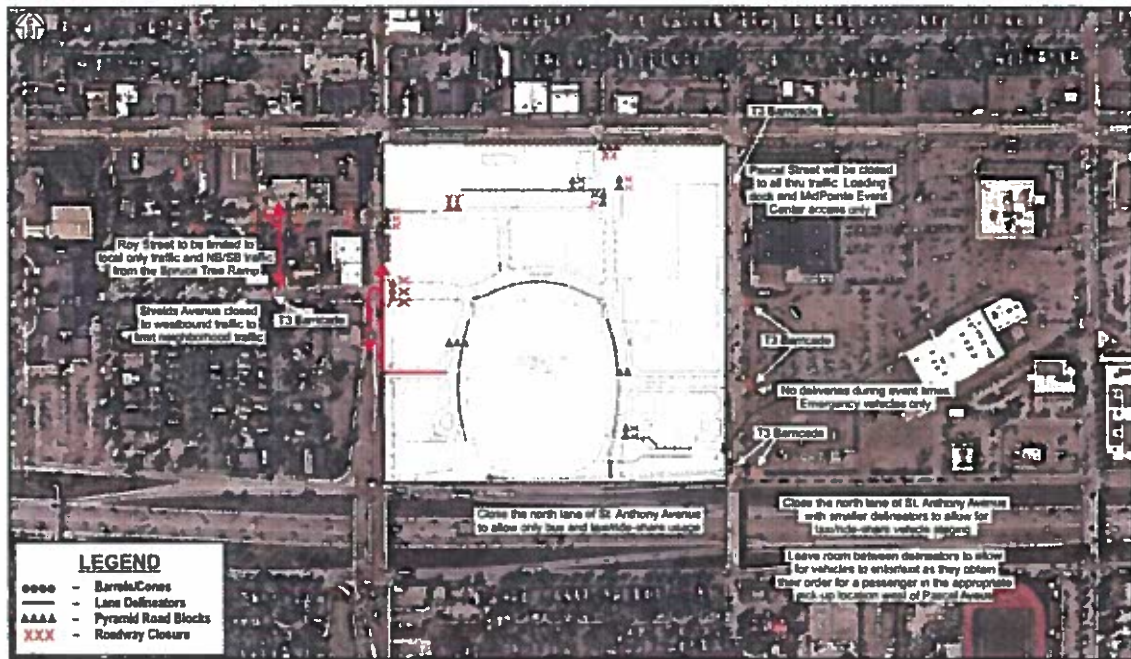 T3 Barricade
Pascal Street will be closed
to all thru traffic. Loading
dock and MidPointe Event
Center access only.
Roy Street to be limited to
local only traffic and NB/SB traffic
from the Spruce Tree Ramp
Shields Avenue closed
to westbound traffic to
limit neighborhood traffic
T3 Barricade
T3 Barricade
No deliveries during event times.
Emergency vehicles only
T3 Barricade
Close the north lane of St. Anthony Avenue
to allow only bus and taxi/ride-share usage
Close the north lane of St. Anthony Avenue
with smaller delineators to allow for
taxi/ride-share vehicle staging
Leave room between delineators to allow
for vehicles to enter/exit as they obtain
their order for a passenger in the appropriate
pick-up location west of Pascal Avenue
LEGEND
●●●● - Barrels/Cones
— - Lane Delineators
▲▲▲▲ - Pyramid Road Blocks
XXX - Roadway Closure